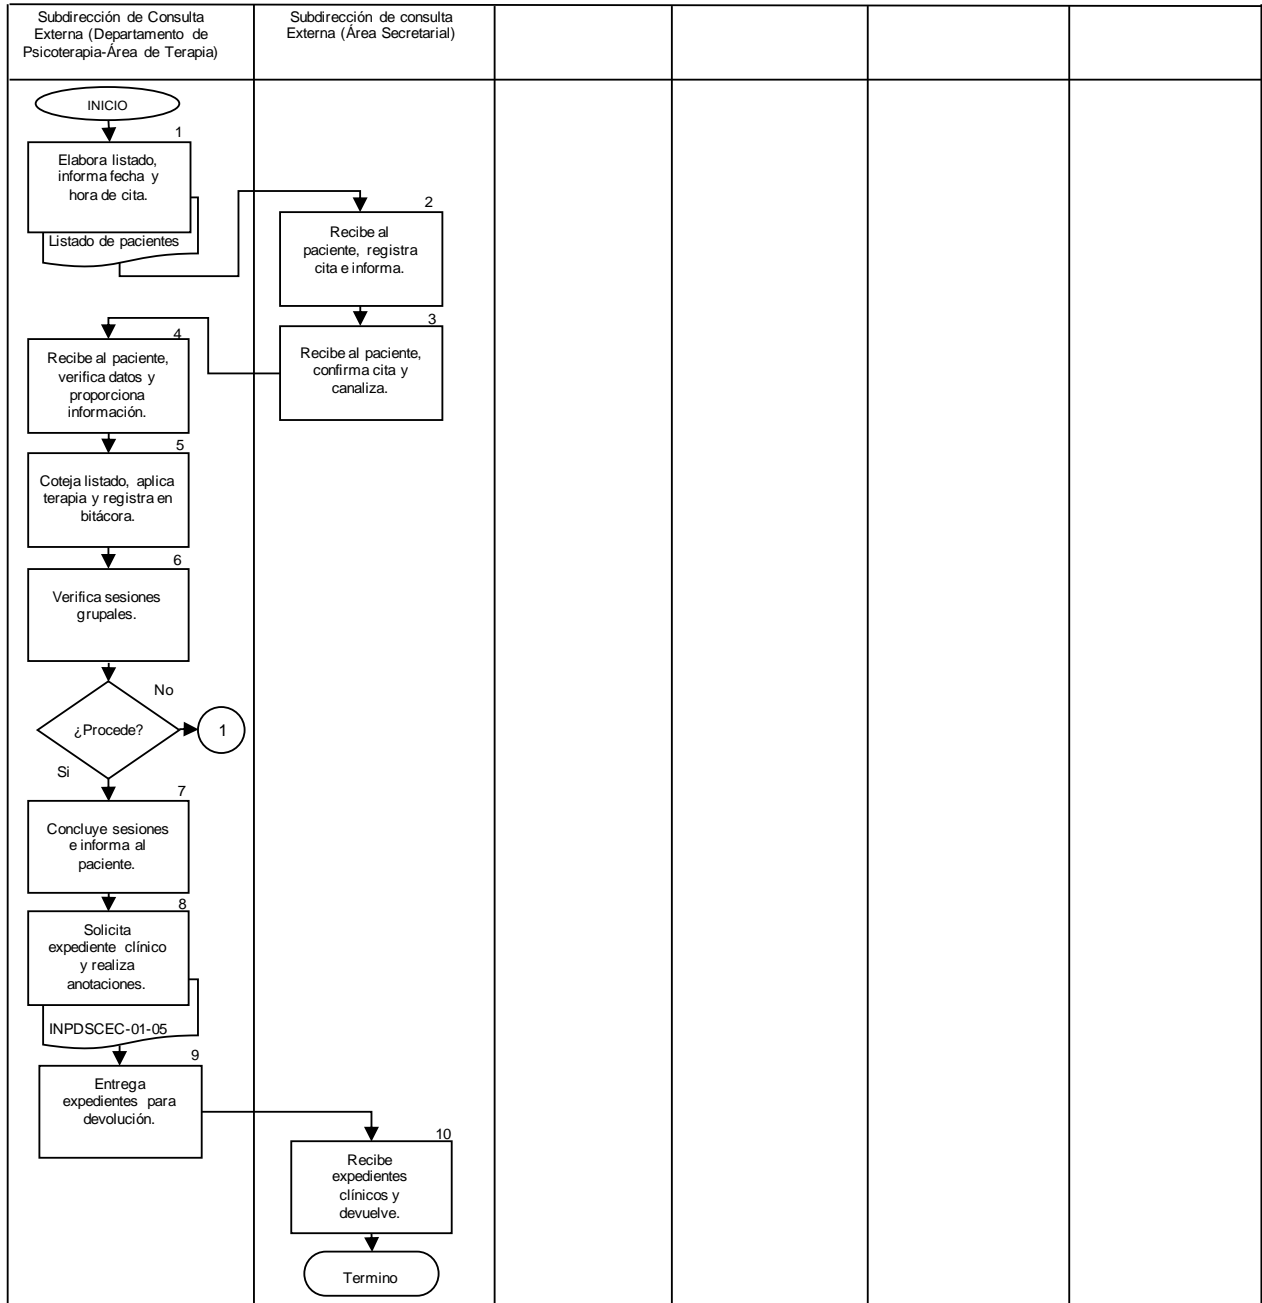 Subdirección de Consulta
Externa (Departamento de
Psicoterapia-Área de Terapia)
Subdirección de consulta
Externa (Área Secretarial)
INICIO
1
Elabora listado,
informa fecha y
hora de cita.
Listado de pacientes
2
Recibe al
paciente, registra
cita e informa.
3
Recibe al paciente,
confirma cita y
canaliza.
4
Recibe al paciente,
verifica datos y
proporciona
información.
5
Coteja listado, aplica
terapia y registra en
bitácora.
6
Verifica sesiones
grupales.
No
¿Procede?
1
Si
7
Concluye sesiones
e informa al
paciente.
8
Solicita
expediente clínico
y realiza
anotaciones.
INPDSCEC-01-05
9
Entrega
expedientes para
devolución.
10
Recibe
expedientes
clínicos y
devuelve.
Termino